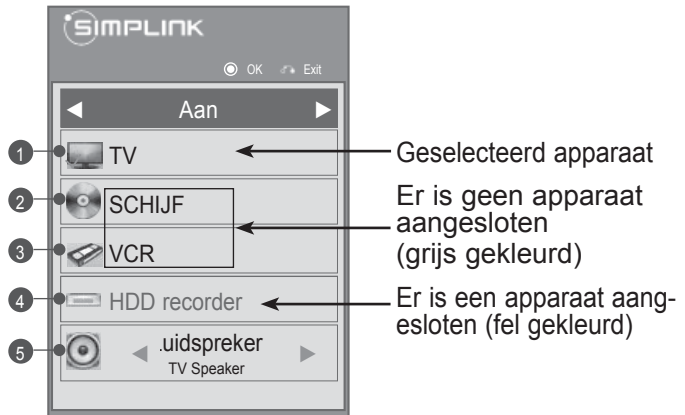 SIMPLINK
OK Exit
Aan
1 TV
2 SCHIJF
3 VCR
4 HDD recorder
5 .uidspreker
TV Speaker
Geselecteerd apparaat
Er is geen apparaat
aangesloten
(grijs gekleurd)
Er is een apparaat aang-
esloten (fel gekleurd)